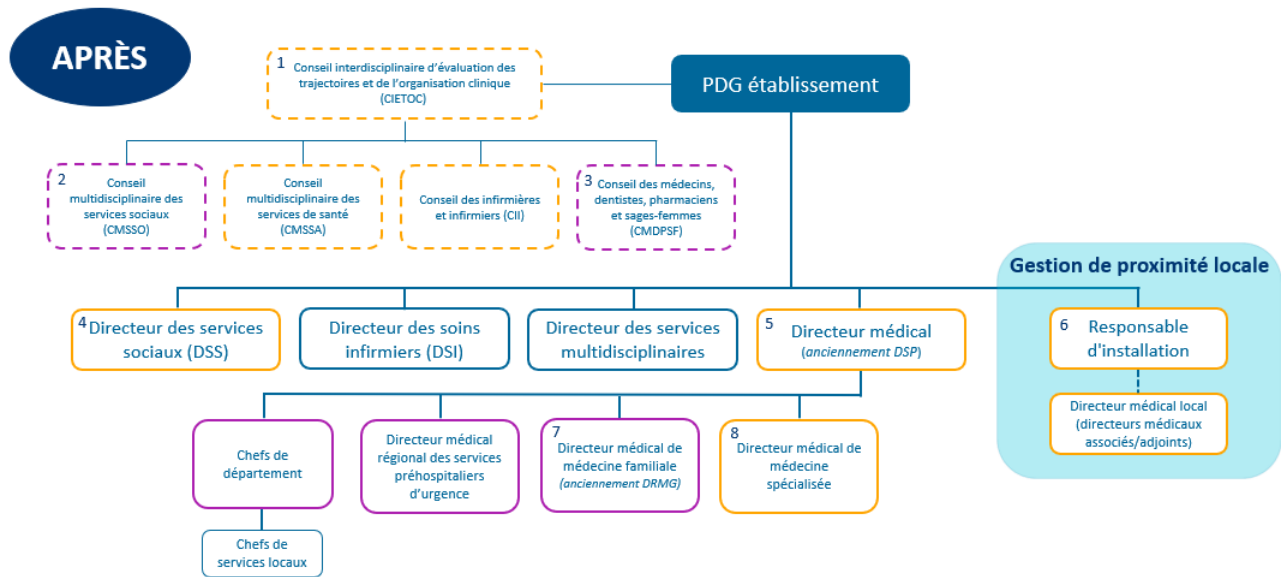 APRÈS
1
Conseil interdisciplinaire d’évaluation des
trajectoires et de l’organisation clinique
(CIETOC)
PDG établissement
2
Conseil
multidisciplinaire des
services sociaux
(CMSSO)
Conseil
multidisciplinaire des
services de santé
(CMSSA)
Conseil des infirmières
et infirmiers (CII)
3
Conseil des médecins,
dentistes, pharmaciens
et sages-femmes
(CMDPSF)
Gestion de proximité locale
4
Directeur des services
sociaux (DSS)
Directeur des soins
infirmiers (DSI)
Directeur des services
multidisciplinaires
5
Directeur médical
(anciennement DSP)
6
Responsable
d'installation
Directeur médical local
(directeurs médicaux
associés/adjoints)
Chefs de
département
Directeur médical
régional des services
préhospitaliers
d’urgence
7
Directeur médical de
médecine familiale
(anciennement DRMG)
8
Directeur médical de
médecine
spécialisée
Chefs de
services locaux